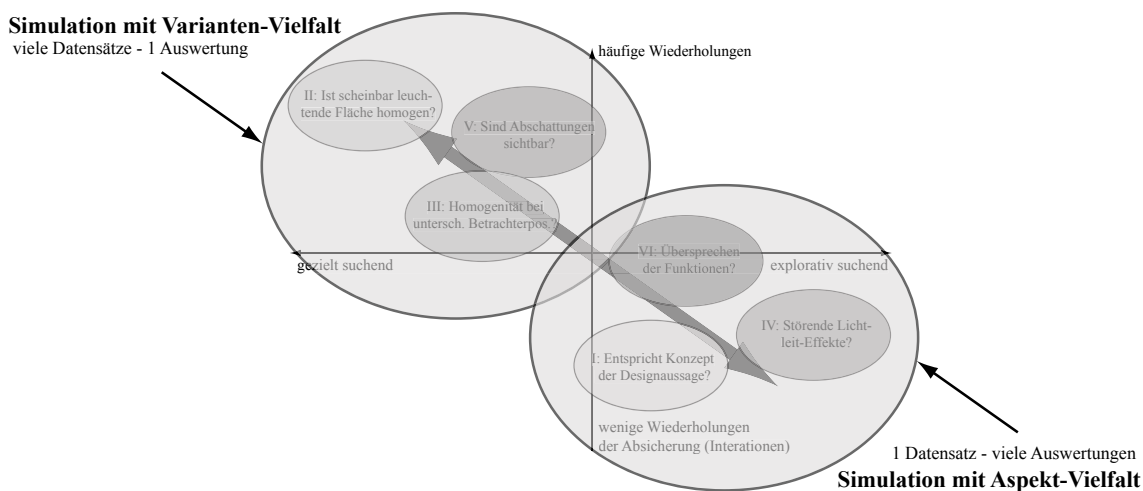 Simulation mit Varianten-Vielfalt
viele Datensätze - 1 Auswertung
häufige Wiederholungen
II: Ist scheinbar leuch-
tende Fläche homogen?
V: Sind Abschattungen
sichtbar?
III: Homogenität bei
untersch. Betrachterpos.?
VI: Übersprechen
der Funktionen?
gezielt suchend
explorativ suchend
IV: Störende Licht-
leit-Effekte?
I: Entspricht Konzept
der Designaussage?
wenige Wiederholungen
der Absicherung (Interationen)
1 Datensatz - viele Auswertungen
Simulation mit Aspekt-Vielfalt